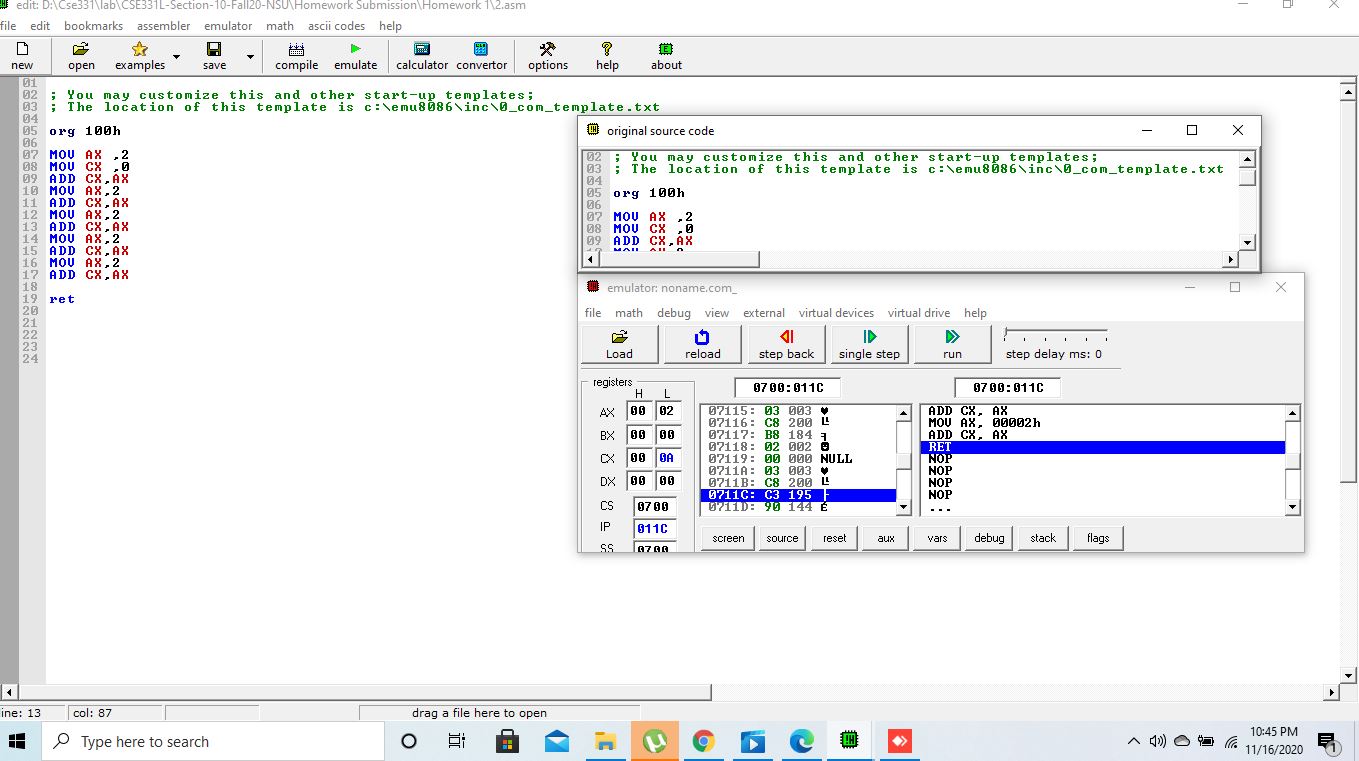 edit: D:\Cse331\lab\CSE331L-Section-10-Fall20-NSU\Homework Submission\Homework 1\2.asm
file edit bookmarks assembler emulator math ascii codes help
new open examples save compile emulate calculator convertor options help about
01
02 ; You may customize this and other start-up templates;
03 ; The location of this template is c:\emu8086\inc\0_com_template.txt
04
05 org 100h
06
07 MOV AX ,2
08 MOV CX ,0
09 ADD CX,AX
10 MOV AX,2
11 ADD CX,AX
12 MOV AX,2
13 ADD CX,AX
14 MOV AX,2
15 ADD CX,AX
16 MOV AX,2
17 ADD CX,AX
18
19 ret
20
21
22
23
24
original source code
02 ; You may customize this and other start-up templates;
03 ; The location of this template is c:\emu8086\inc\0_com_template.txt
04
05 org 100h
06
07 MOV AX ,2
08 MOV CX ,0
09 ADD CX,AX
10 MOV AX,2
emulator: noname.com_
file math debug view external virtual devices virtual drive help
Load reload step back single step run step delay ms: 0
registers
H L
AX 00 02
BX 00 00
CX 00 0A
DX 00 00
CS 0700
IP 011C
SS 0700
0700:011C
07115: 03 003 ♥
07116: C8 200 ╚
07117: B8 184 ╕
07118: 02 002 ☻
07119: 00 000 NULL
0711A: 03 003 ♥
0711B: C8 200 ╚
0711C: C3 195 ├
0711D: 90 144 É
0700:011C
ADD CX, AX
MOV AX, 00002h
ADD CX, AX
RET
NOP
NOP
NOP
NOP
...
screen source reset aux vars debug stack flags
ine: 13 col: 87 drag a file here to open
Type here to search
10:45 PM
11/16/2020
1